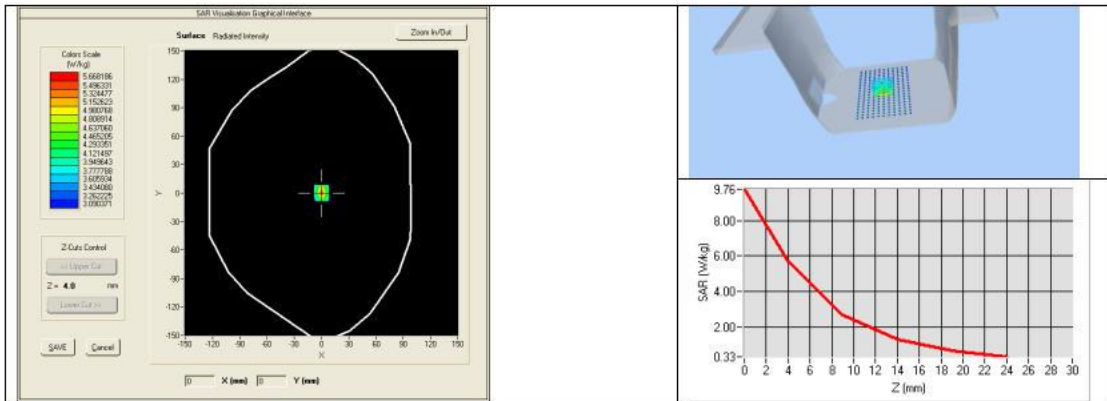 SAR Visualisation Graphical Interface
Surface Radiated Intensity
Zoom In/Out
Colors Scale
(W/kg)
5.668186
5.496331
5.324477
5.152623
4.980768
4.808914
4.637060
4.465205
4.293351
4.121497
3.949643
3.777788
3.605934
3.434080
3.262225
3.090371
150
120
90
60
30
0
-30
-60
-90
-120
-150
Y
-150 -120 -90 -60 -30 0 30 60 90 120 150
X
Z-Cuts Control
<< Upper Cut
Z = 4.0 mm
Lower Cut >>
SAVE Cancel
0 X (mm) 0 Y (mm)
9.76
8.00
6.00
4.00
2.00
0.33
SAR (W/kg)
0 2 4 6 8 10 12 14 16 18 20 22 24 26 28 30
Z (mm)